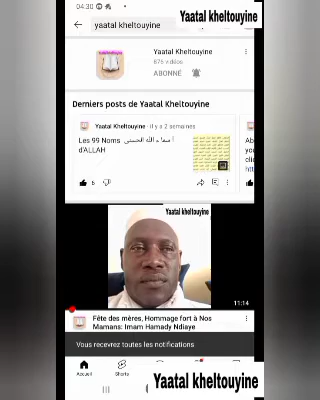 04:30
Yaatal kheltouyine
yaatal kheltouyine
Yaatal Kheltouyine
876 vidéos
ABONNÉ
Derniers posts de Yaatal Kheltouyine
Yaatal Kheltouyine · il y a 2 semaines
Les 99 Noms أسماء الله الحسنى
d'ALLAH
6
Yaatal kheltouyine
11:14
Fête des mères, Hommage fort à Nos
Mamans: Imam Hamady Ndiaye
Vous recevrez toutes les notifications
Accueil
Shorts
Yaatal kheltouyine